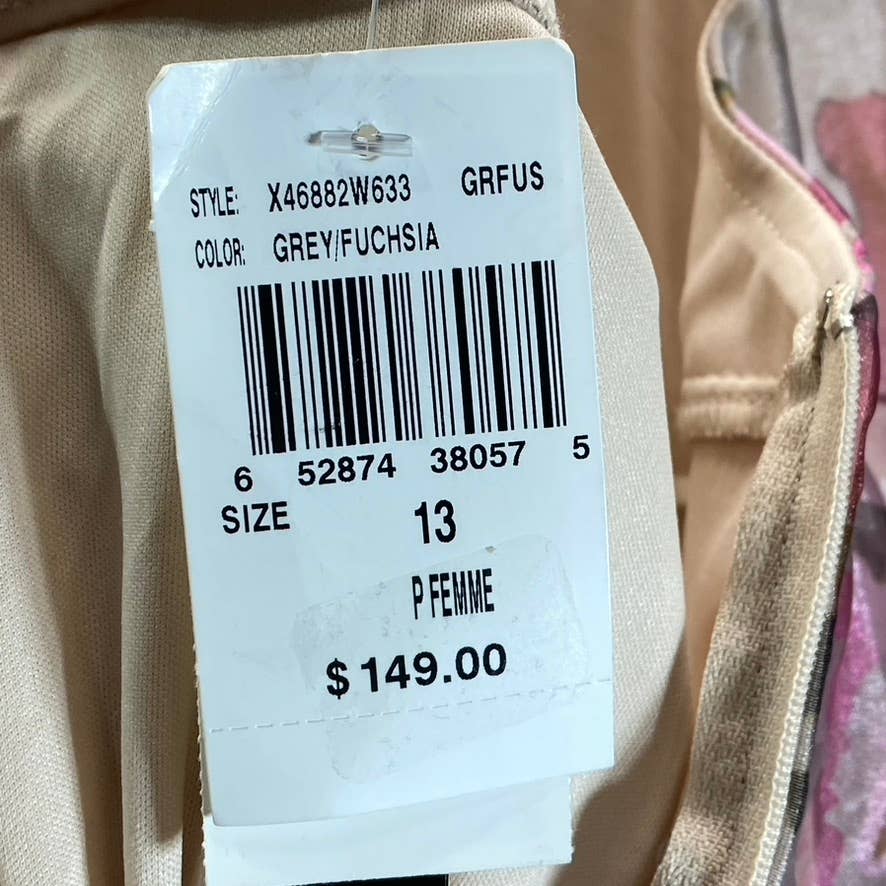 STYLE: X46882W633 GRFUS
COLOR: GREY/FUCHSIA
6 52874 38057 5
SIZE 13
P FEMME
$149.00